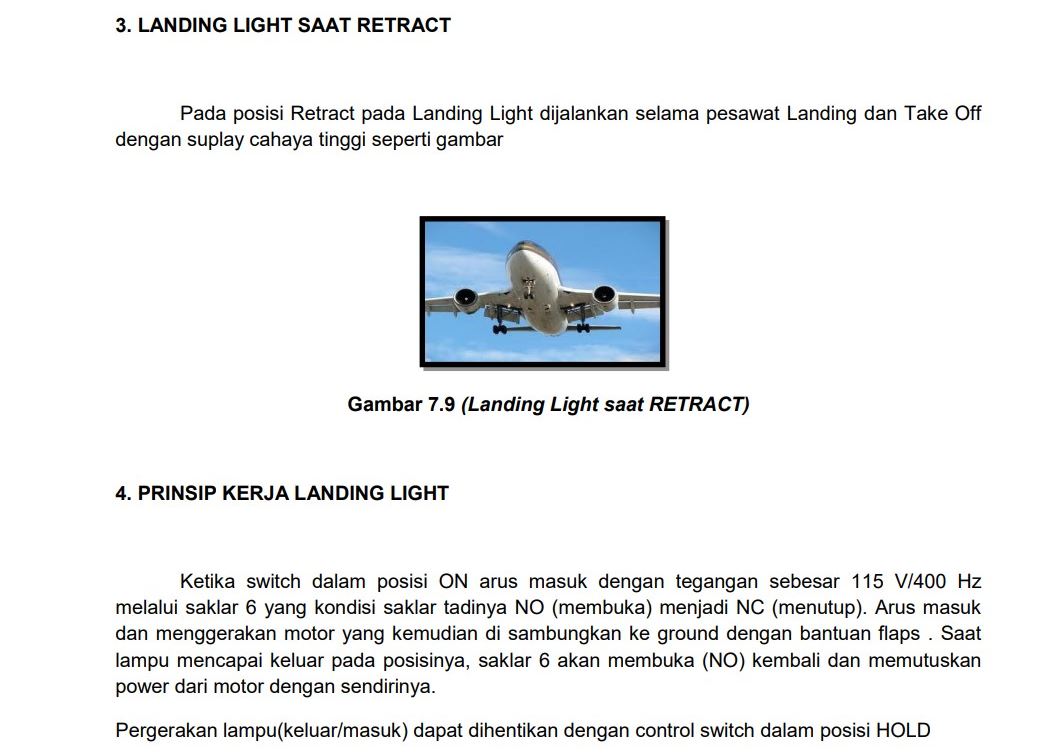 3. LANDING LIGHT SAAT RETRACT
Pada posisi Retract pada Landing Light dijalankan selama pesawat Landing dan Take Off
dengan suplay cahaya tinggi seperti gambar
Gambar 7.9 (Landing Light saat RETRACT)
4. PRINSIP KERJA LANDING LIGHT
Ketika switch dalam posisi ON arus masuk dengan tegangan sebesar 115 V/400 Hz
melalui saklar 6 yang kondisi saklar tadinya NO (membuka) menjadi NC (menutup). Arus masuk
dan menggerakan motor yang kemudian di sambungkan ke ground dengan bantuan flaps . Saat
lampu mencapai keluar pada posisinya, saklar 6 akan membuka (NO) kembali dan memutuskan
power dari motor dengan sendirinya.
Pergerakan lampu(keluar/masuk) dapat dihentikan dengan control switch dalam posisi HOLD